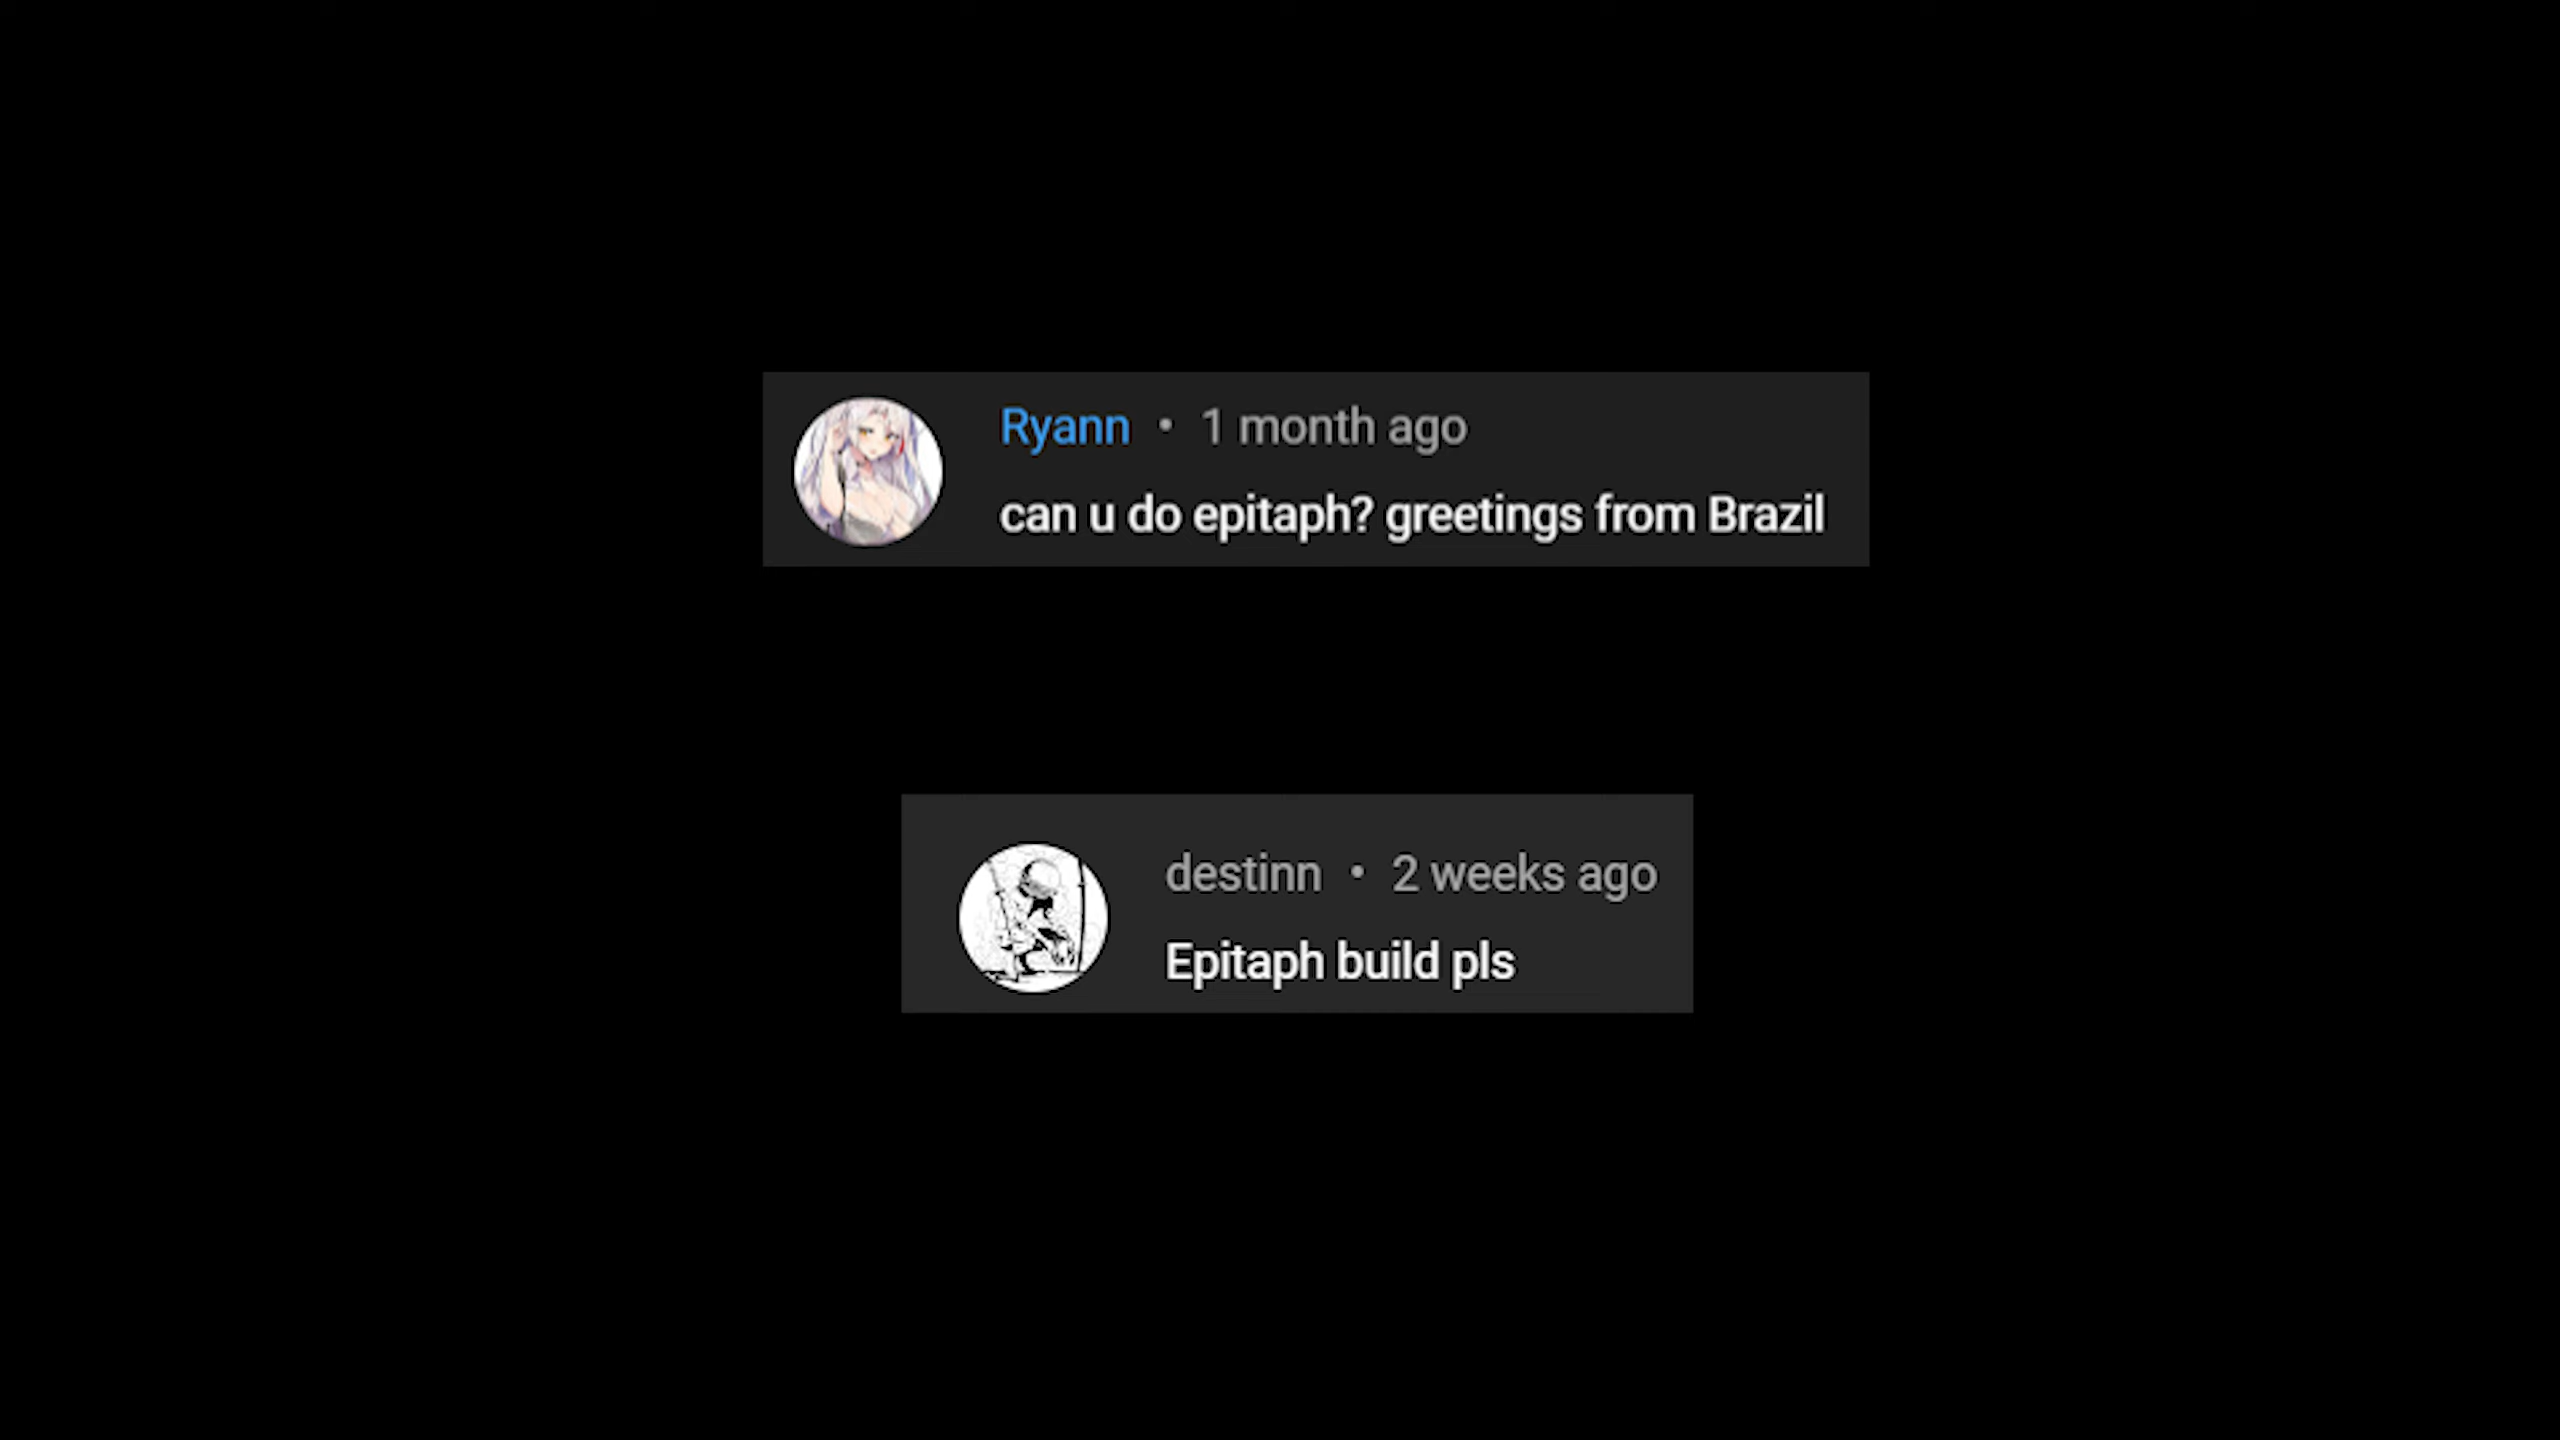 Ryann • 1 month ago
can u do epitaph? greetings from Brazil
destinn • 2 weeks ago
Epitaph build pls